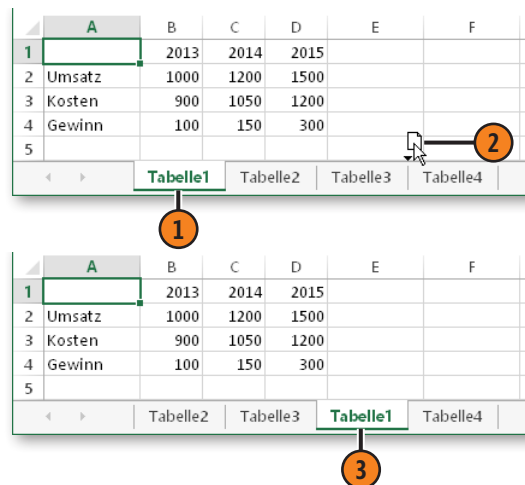 A B C D E F
1 2013 2014 2015
2 Umsatz 1000 1200 1500
3 Kosten 900 1050 1200
4 Gewinn 100 150 300
5
2
Tabelle1 Tabelle2 Tabelle3 Tabelle4
1
A B C D E F
1 2013 2014 2015
2 Umsatz 1000 1200 1500
3 Kosten 900 1050 1200
4 Gewinn 100 150 300
5
Tabelle2 Tabelle3 Tabelle1 Tabelle4
3